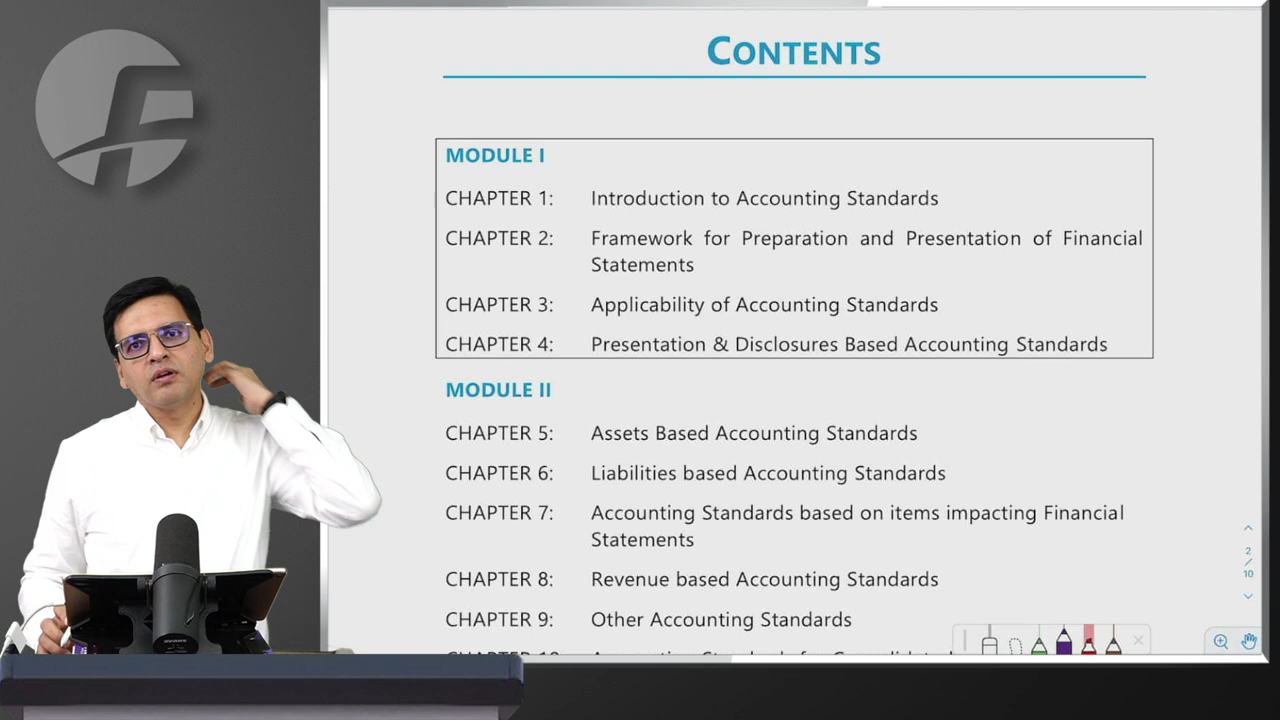 CONTENTS
MODULE I
CHAPTER 1: Introduction to Accounting Standards
CHAPTER 2: Framework for Preparation and Presentation of Financial
Statements
CHAPTER 3: Applicability of Accounting Standards
CHAPTER 4: Presentation & Disclosures Based Accounting Standards
MODULE II
CHAPTER 5: Assets Based Accounting Standards
CHAPTER 6: Liabilities based Accounting Standards
CHAPTER 7: Accounting Standards based on items impacting Financial
Statements
CHAPTER 8: Revenue based Accounting Standards
CHAPTER 9: Other Accounting Standards
2
/
10